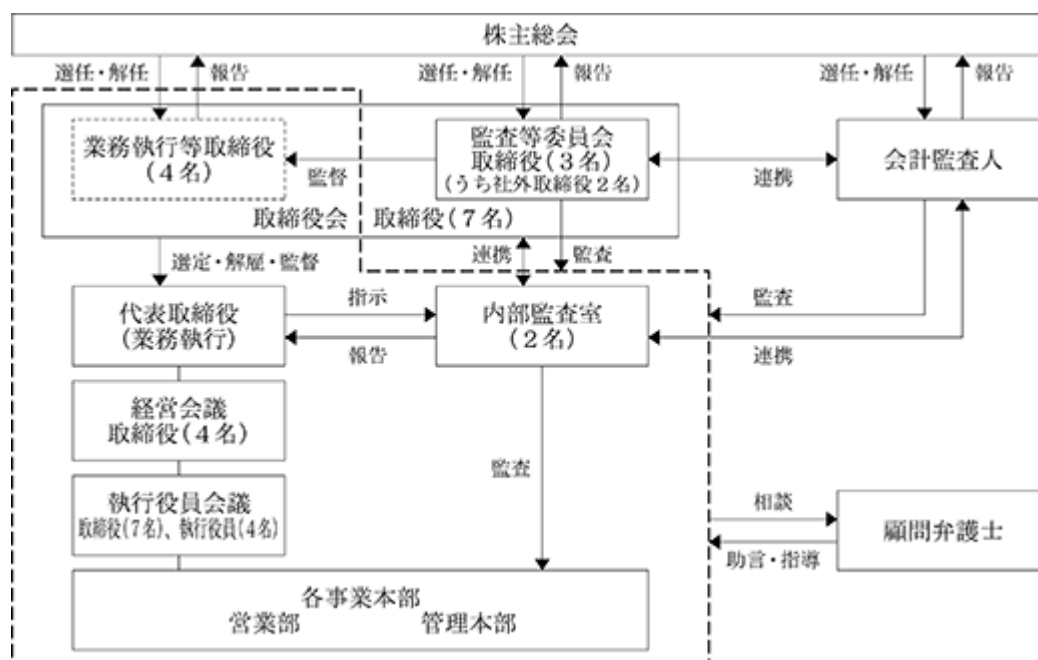 株主総会
選任・解任
報告
選任・解任
報告
選任・解任
報告
業務執行等取締役
(4名)
監督
監査等委員会
取締役(3名)
(うち社外取締役2名)
連携
会計監査人
取締役会
取締役(7名)
選定・解雇・監督
連携
監査
代表取締役
(業務執行)
指示
報告
内部監査室
(2名)
監査
連携
経営会議
取締役(4名)
監査
執行役員会議
取締役(7名)、執行役員(4名)
相談
助言・指導
顧問弁護士
各事業本部
営業部
管理本部